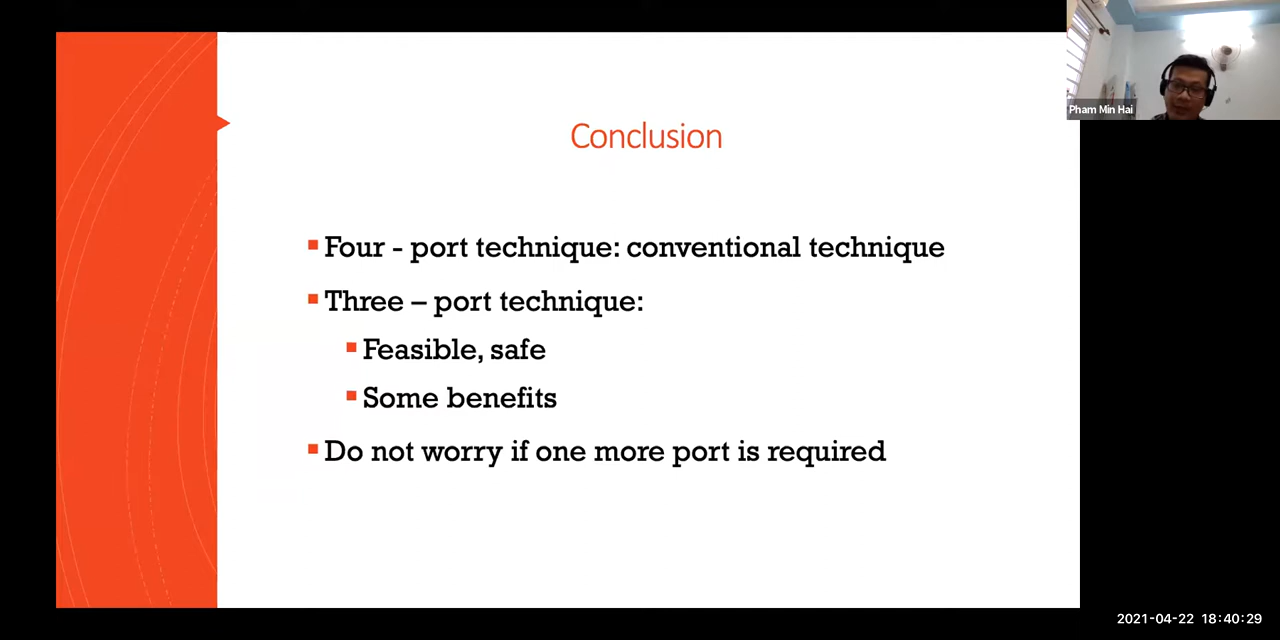 Pham Min Hai
Conclusion
Four - port technique: conventional technique
Three – port technique:
Feasible, safe
Some benefits
Do not worry if one more port is required
2021-04-22 18:40:29